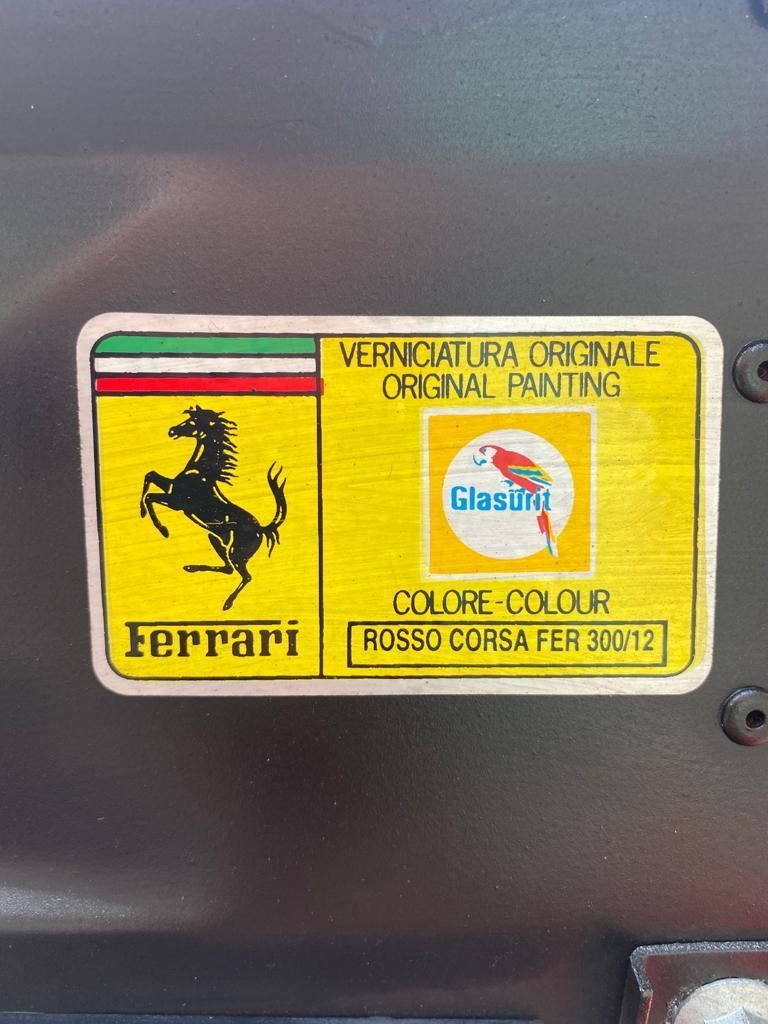 VERNICIATURA ORIGINALE
ORIGINAL PAINTING
Glasurit
COLORE-COLOUR
ROSSO CORSA FER 300/12
Ferrari